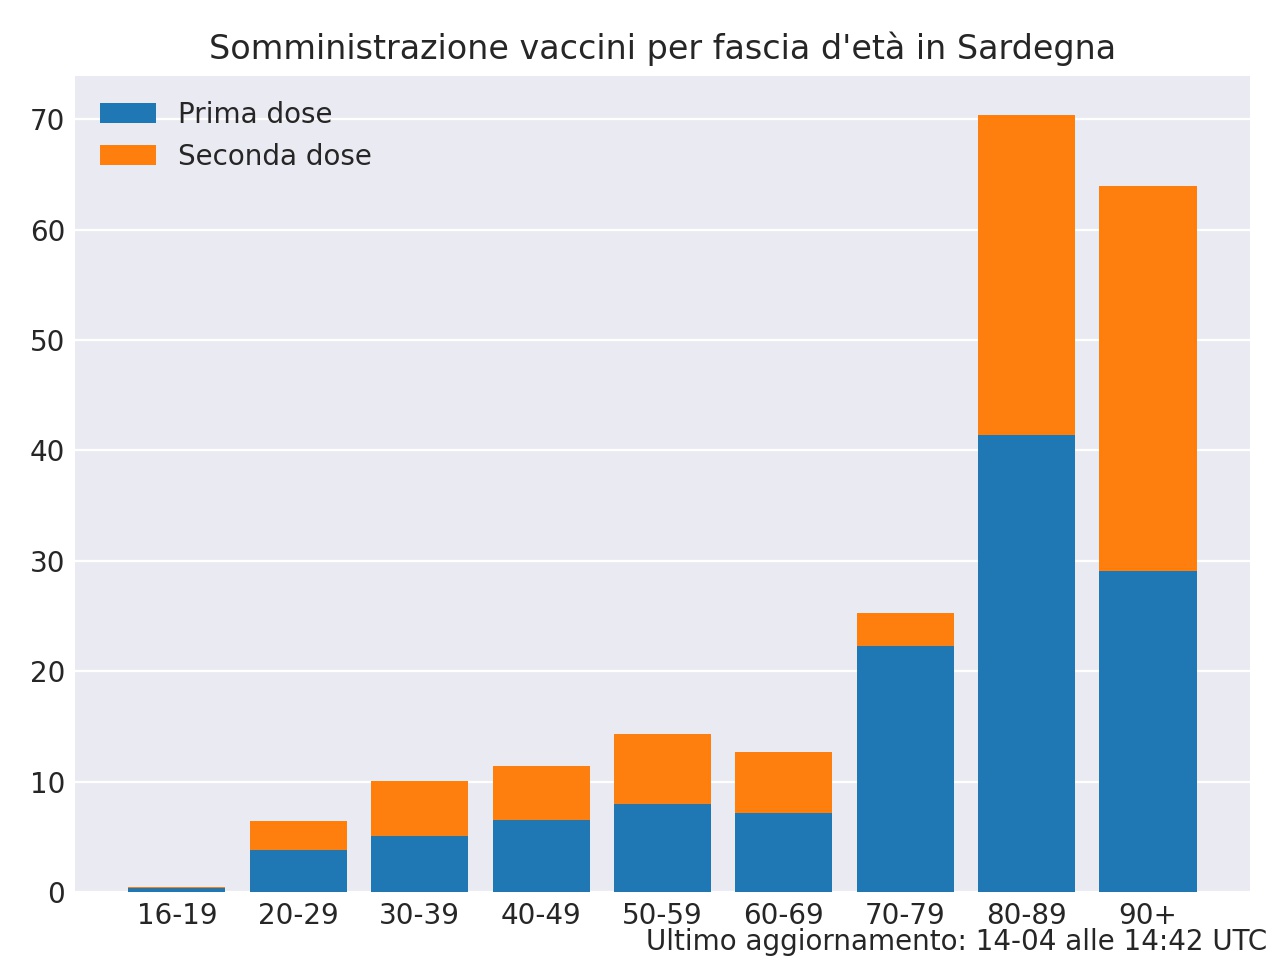 Somministrazione vaccini per fascia d'età in Sardegna
Prima dose
Seconda dose
70
60
50
40
30
20
10
0
16-19 20-29 30-39 40-49 50-59 60-69 70-79 80-89 90+
Ultimo aggiornamento: 14-04 alle 14:42 UTC